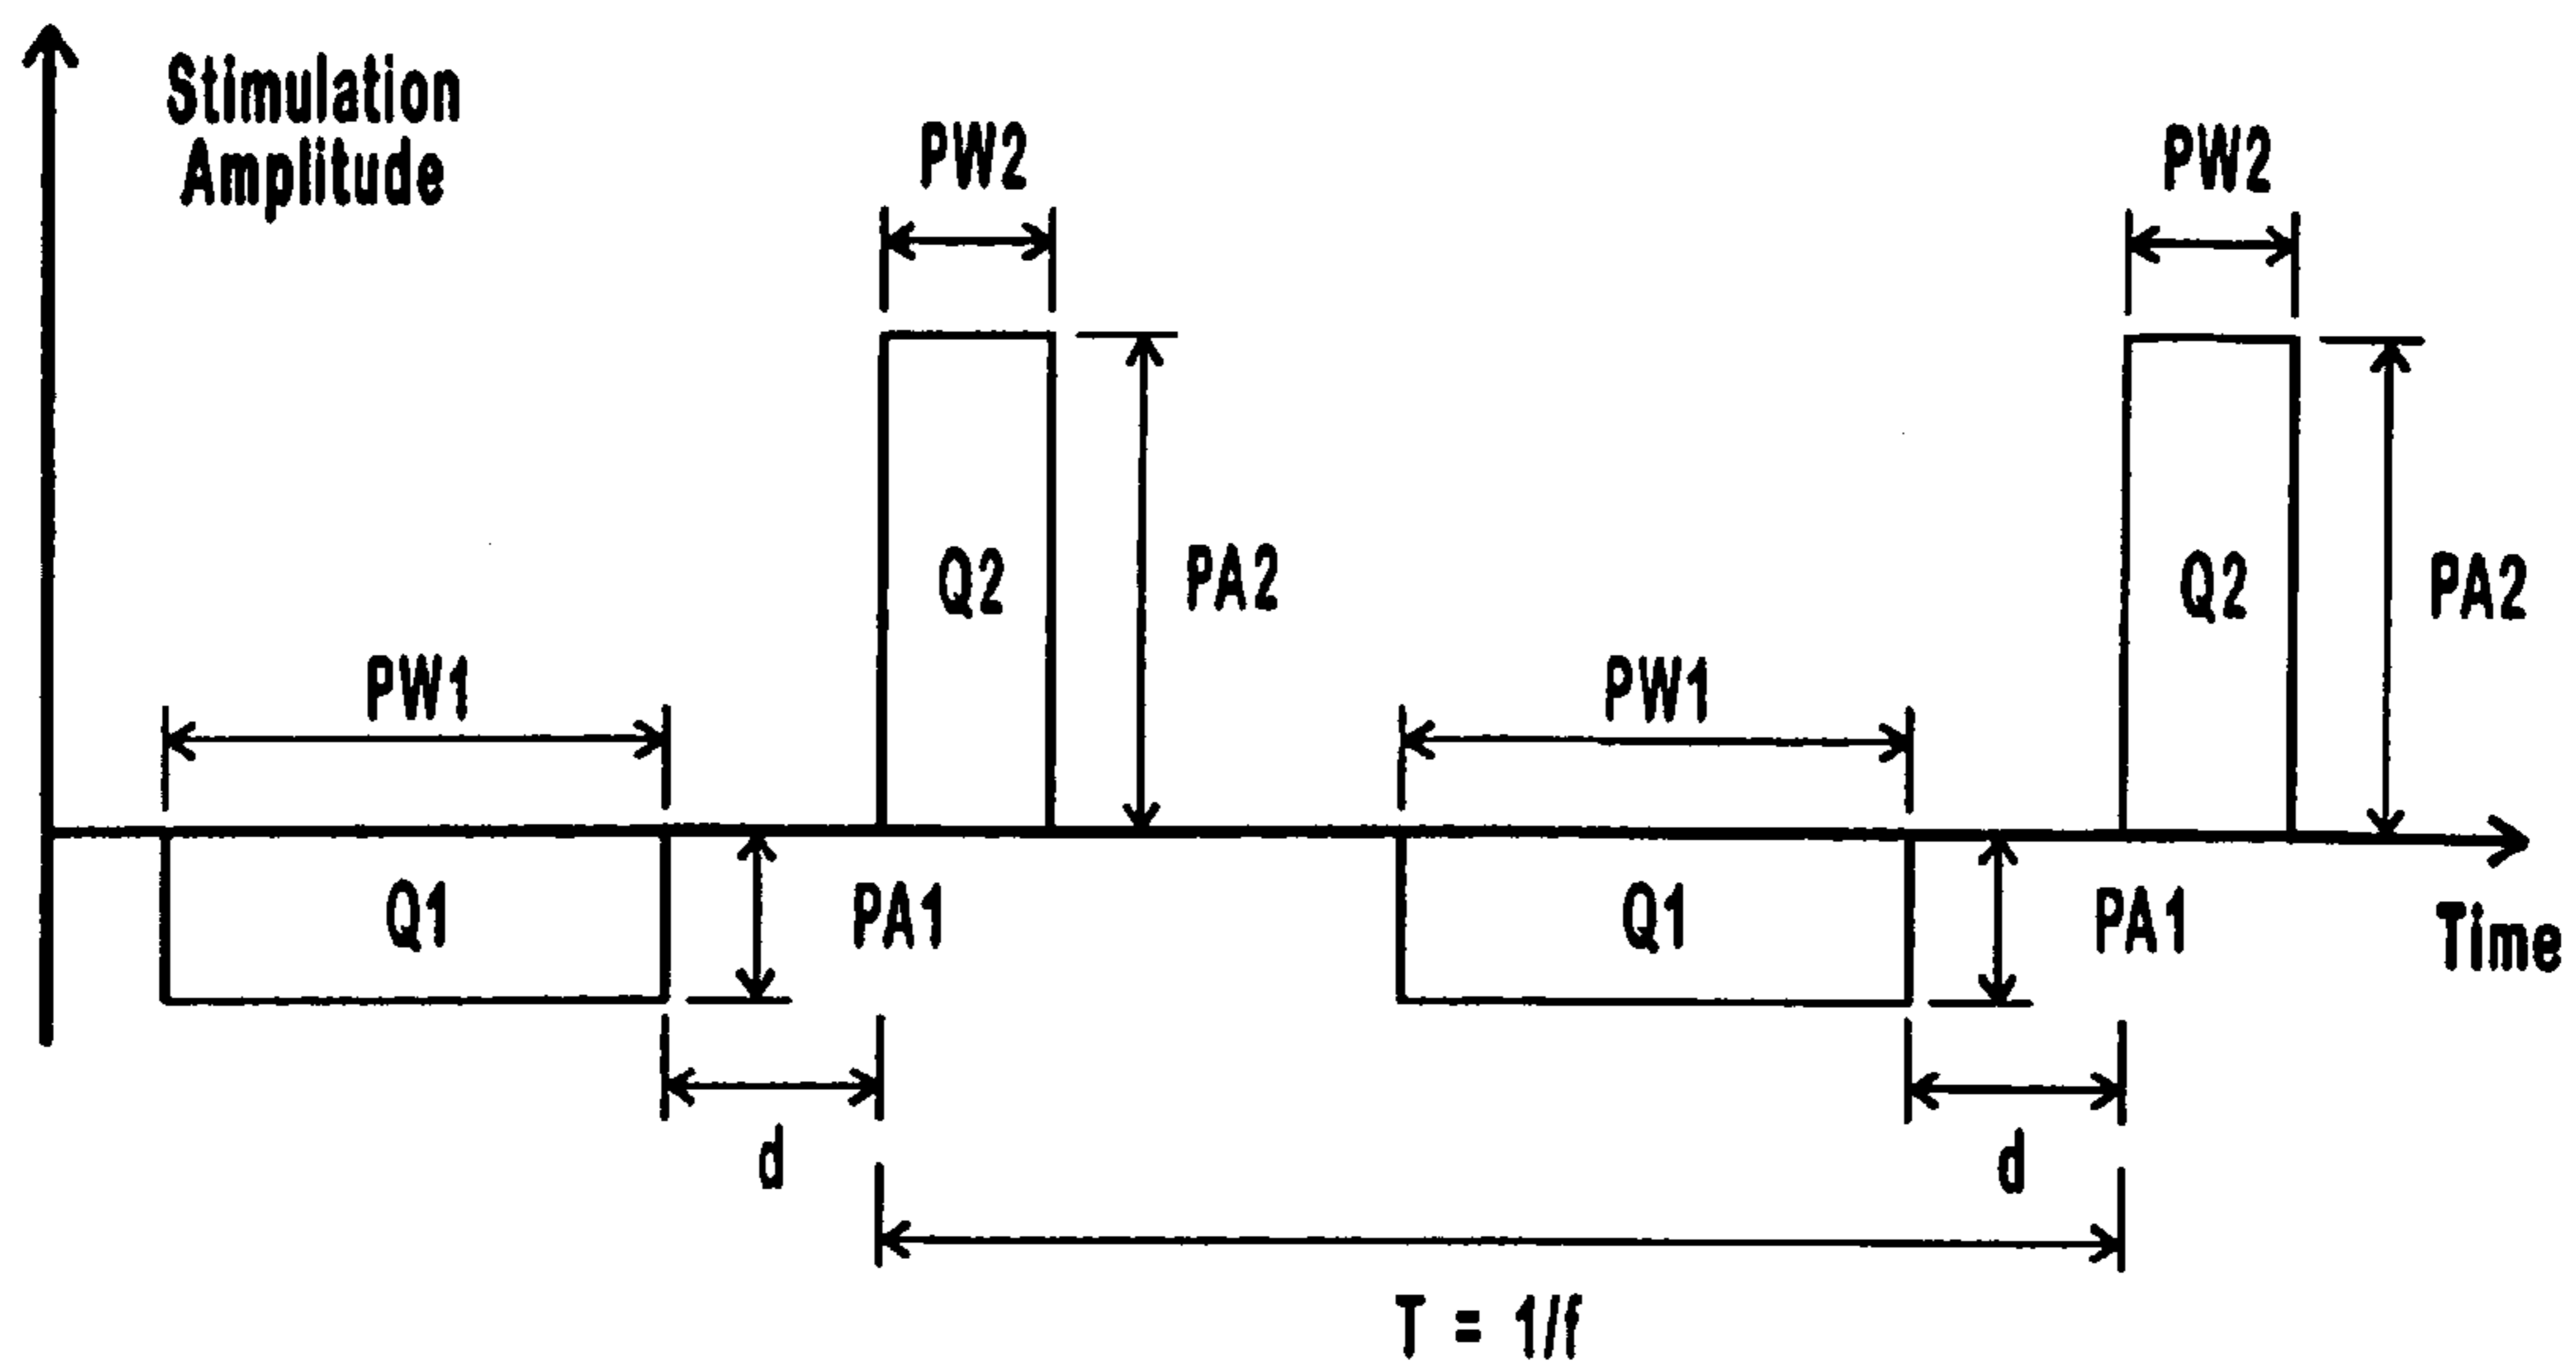 Stimulation
Amplitude
PW2
PW2
Q2
PA2
Q2
PA2
PW1
PW1
Q1
PA1
Q1
PA1
Time
d
d
T = 1/f